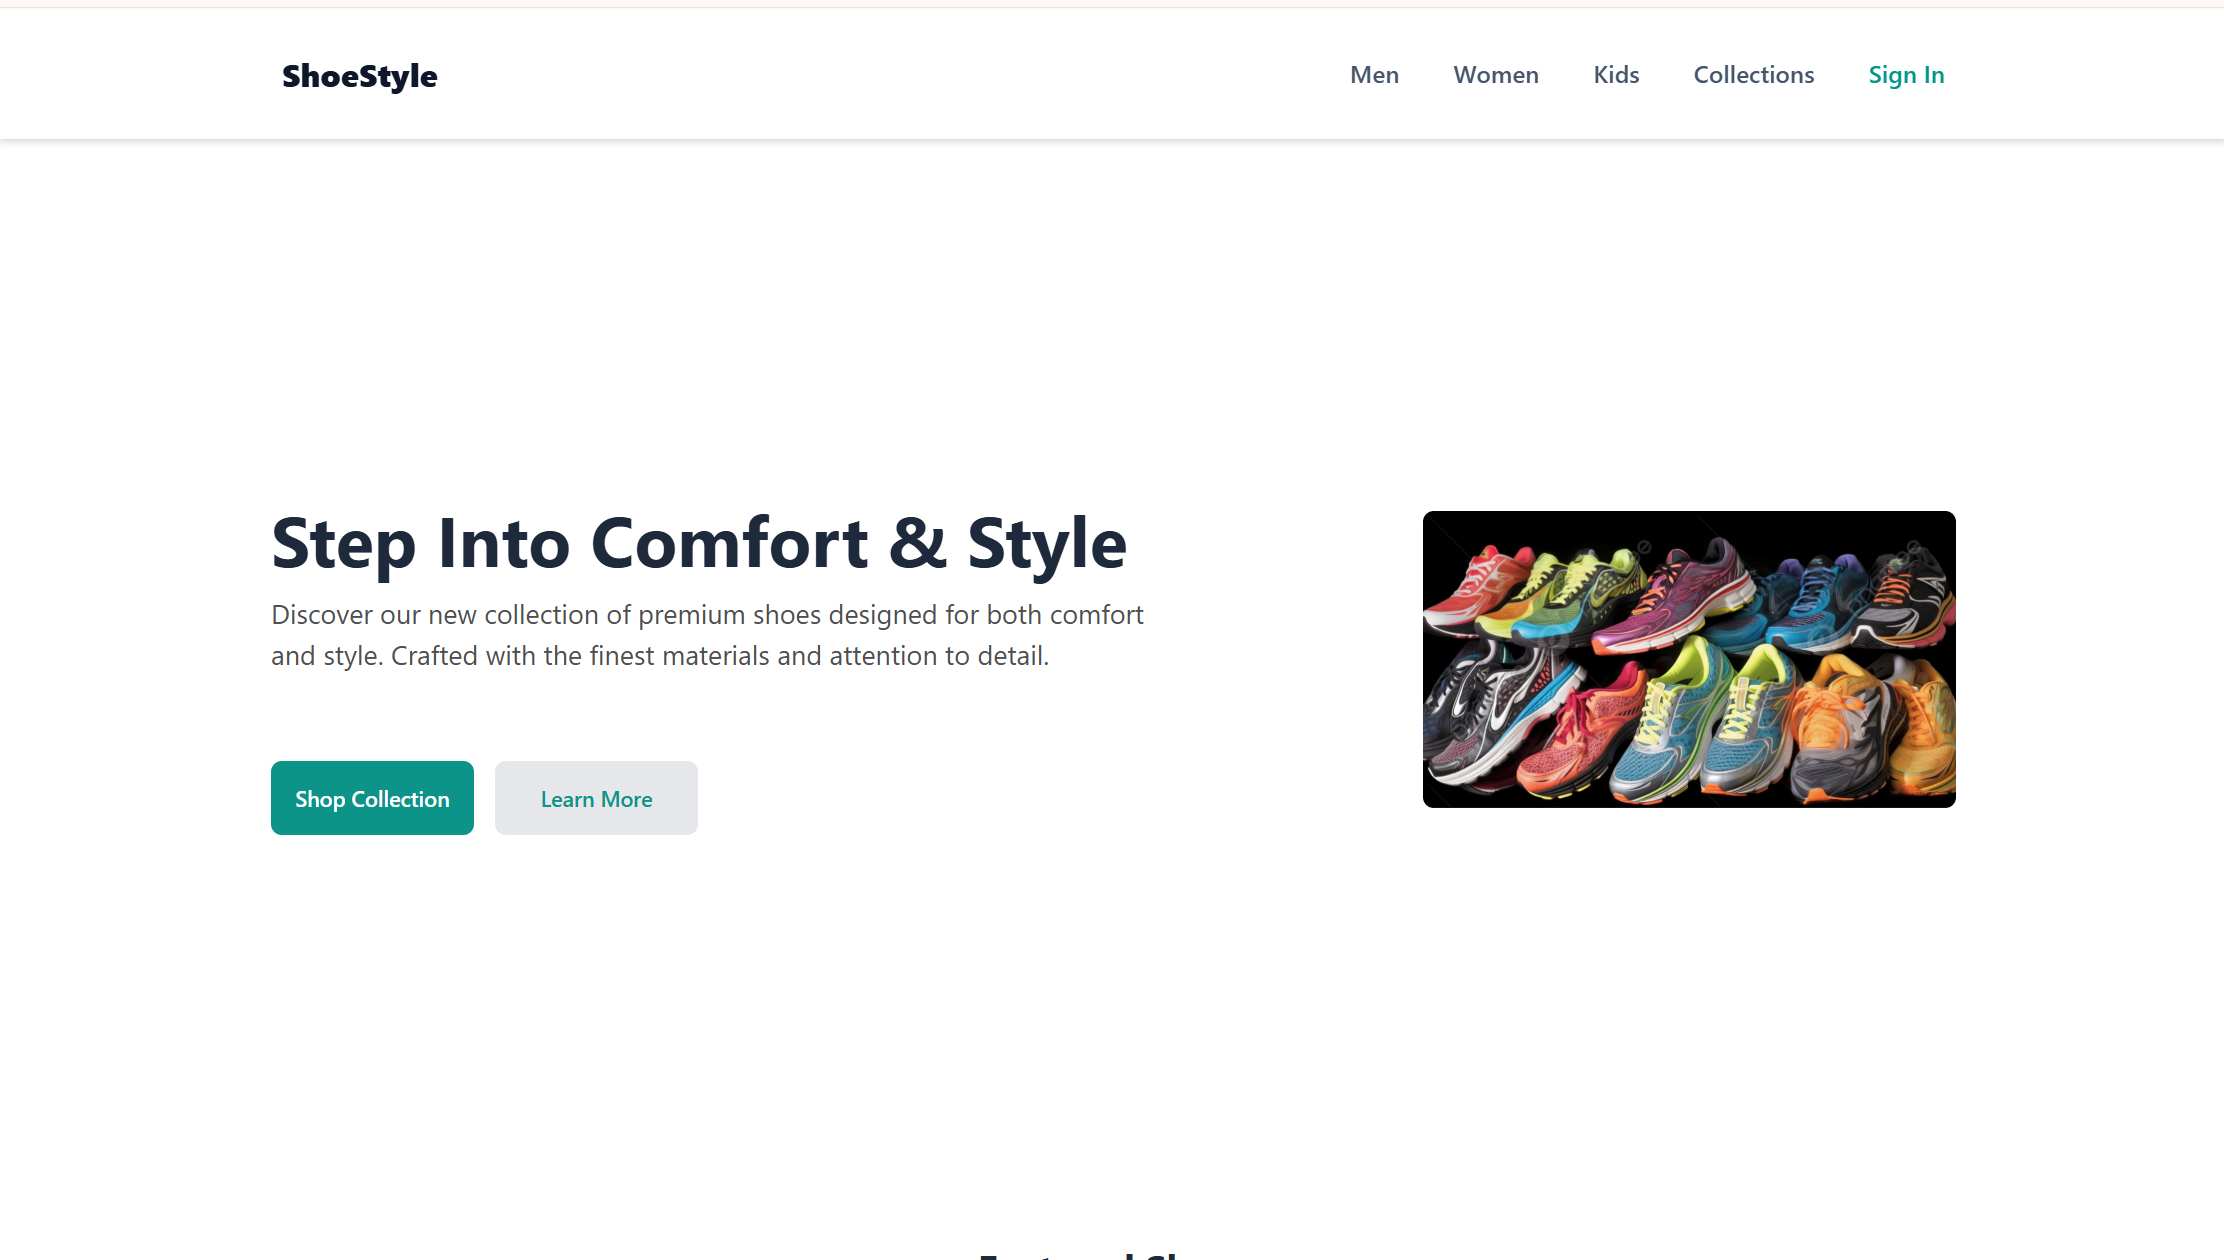 ShoeStyle
Men
Women
Kids
Collections
Sign In
Step Into Comfort & Style
Discover our new collection of premium shoes designed for both comfort
and style. Crafted with the finest materials and attention to detail.
Shop Collection
Learn More